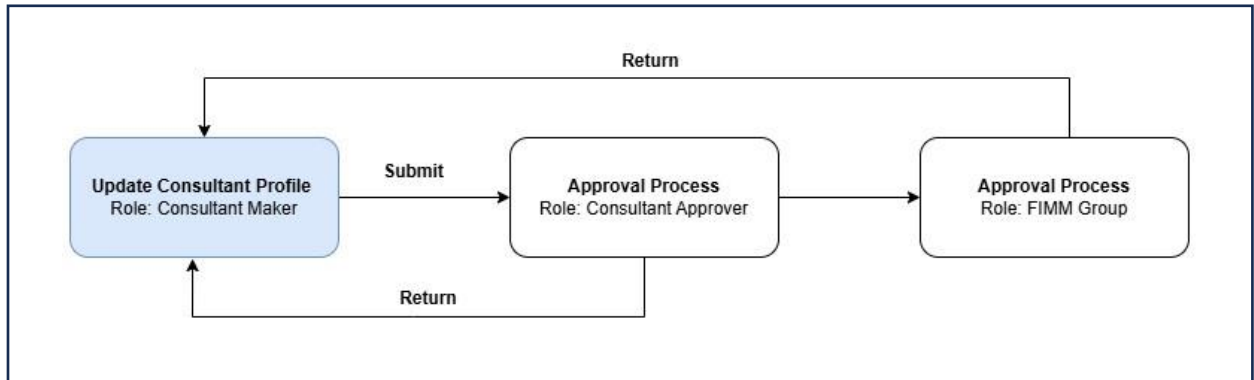 Return
Update Consultant Profile
Role: Consultant Maker
Submit
Approval Process
Role: Consultant Approver
Approval Process
Role: FIMM Group
Return